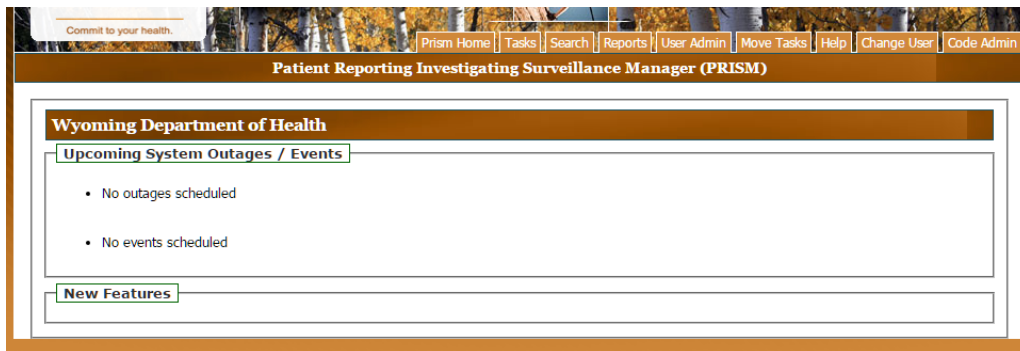 Commit to your health.
Prism Home Tasks Search Reports User Admin Move Tasks Help Change User Code Admin
Patient Reporting Investigating Surveillance Manager (PRISM)
Wyoming Department of Health
Upcoming System Outages / Events
• No outages scheduled
• No events scheduled
New Features